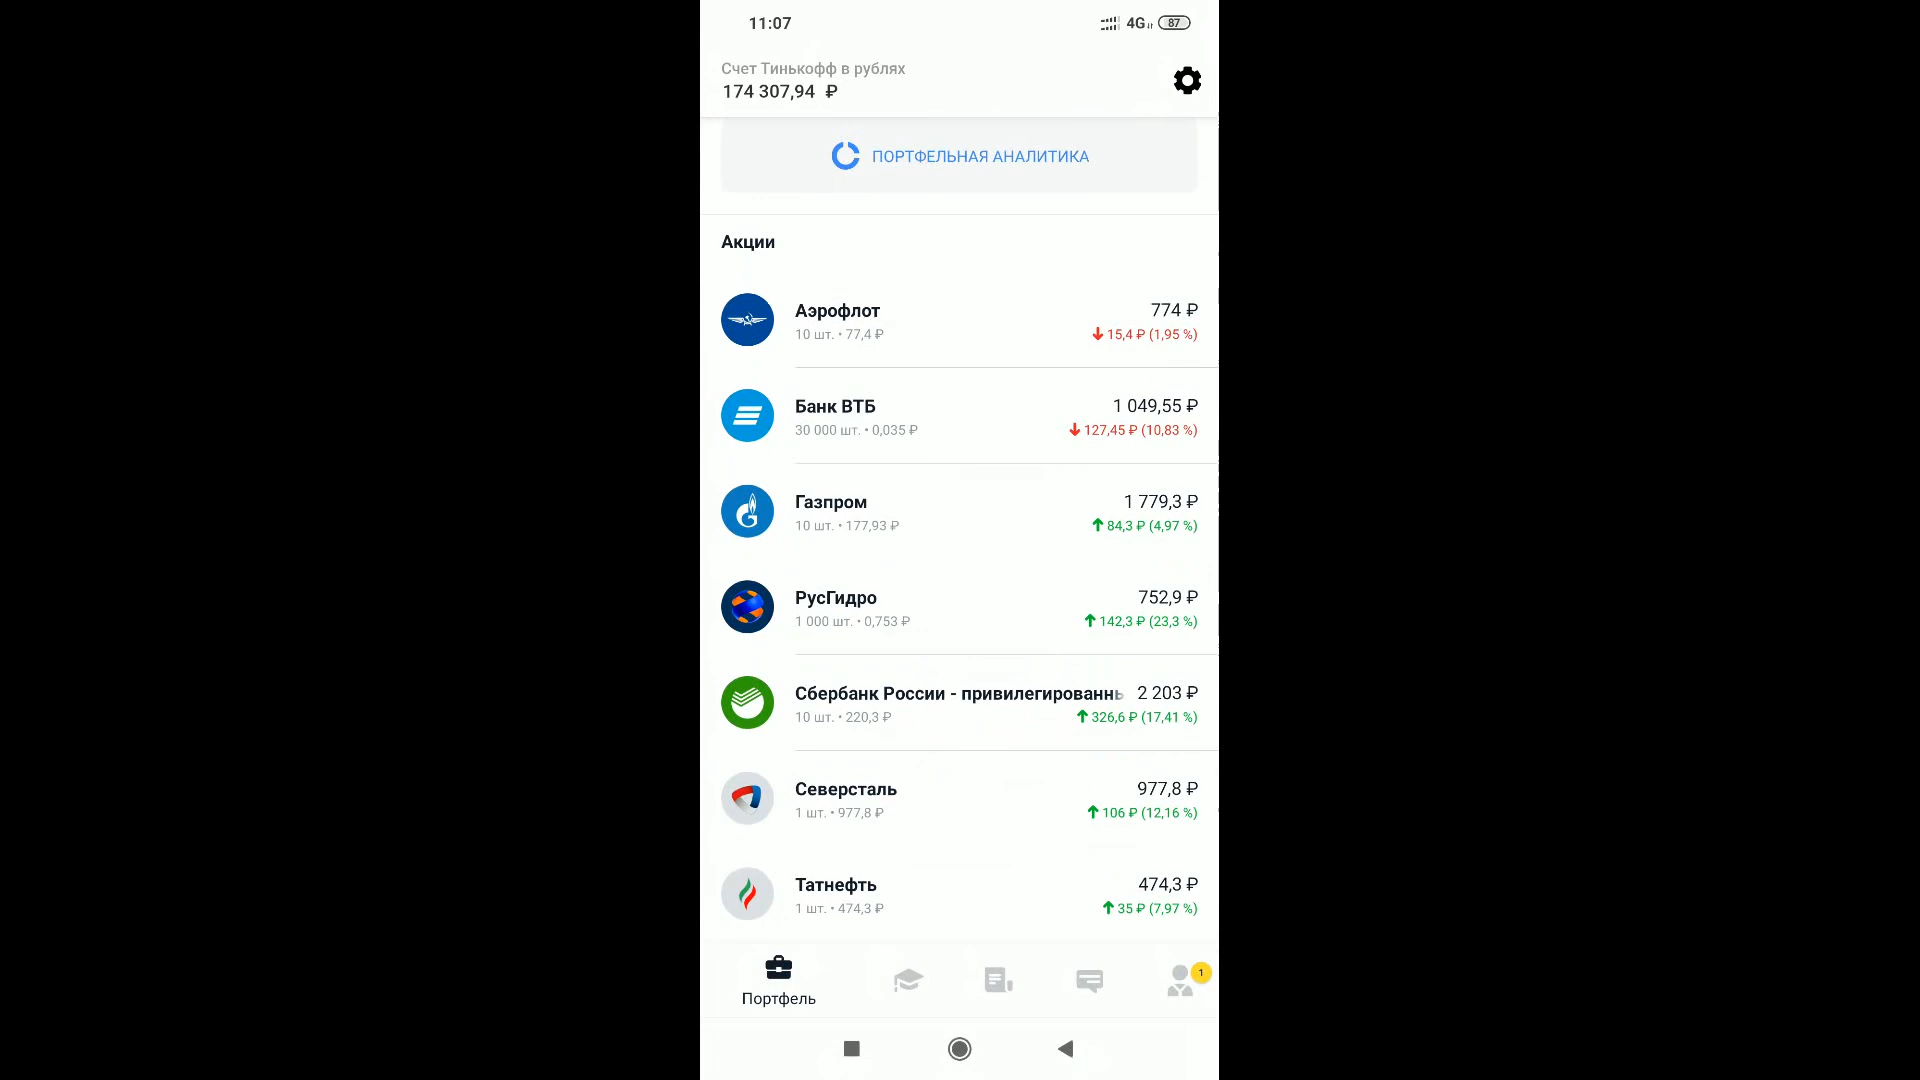 11:07
4G 87
Счет Тинькофф в рублях
174 307,94 ₽
ПОРТФЕЛЬНАЯ АНАЛИТИКА
Акции
Аэрофлот 774 ₽
10 шт. • 77,4 ₽ 15,4 ₽ (1,95 %)
Банк ВТБ 1 049,55 ₽
30 000 шт. • 0,035 ₽ 127,45 ₽ (10,83 %)
Газпром 1 779,3 ₽
10 шт. • 177,93 ₽ 84,3 ₽ (4,97 %)
РусГидро 752,9 ₽
1 000 шт. • 0,753 ₽ 142,3 ₽ (23,3 %)
Сбербанк России - привилегированны 2 203 ₽
10 шт. • 220,3 ₽ 326,6 ₽ (17,41 %)
Северсталь 977,8 ₽
1 шт. • 977,8 ₽ 106 ₽ (12,16 %)
Татнефть 474,3 ₽
1 шт. • 474,3 ₽ 35 ₽ (7,97 %)
1
Портфель